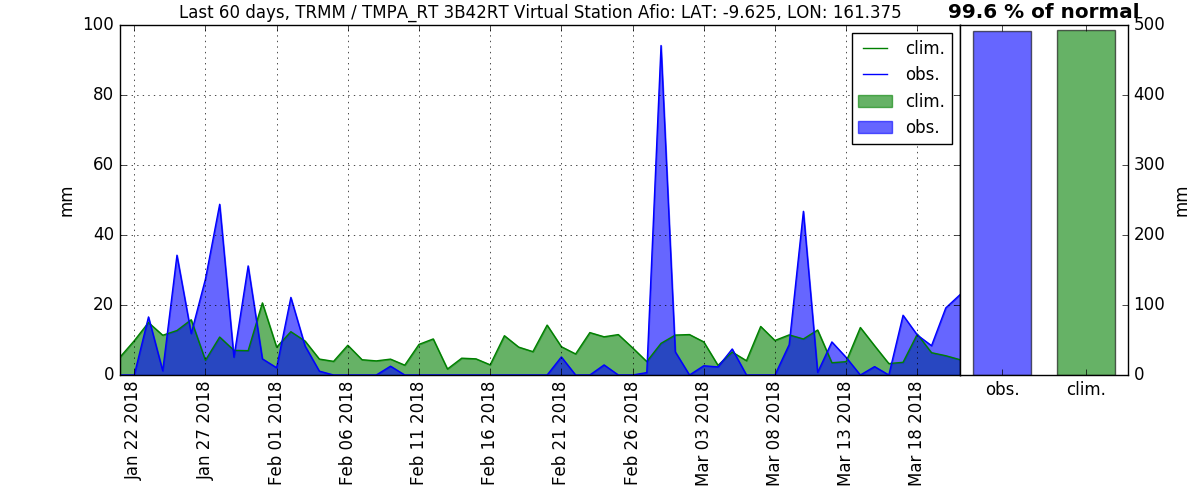 Last 60 days, TRMM / TMPA_RT 3B42RT Virtual Station Afio: LAT: -9.625, LON: 161.375
99.6 % of normal
100
80
60
40
20
0
mm
clim.
obs.
clim.
obs.
500
400
300
200
100
0
mm
obs.
clim.
Jan 22 2018
Jan 27 2018
Feb 01 2018
Feb 06 2018
Feb 11 2018
Feb 16 2018
Feb 21 2018
Feb 26 2018
Mar 03 2018
Mar 08 2018
Mar 13 2018
Mar 18 2018